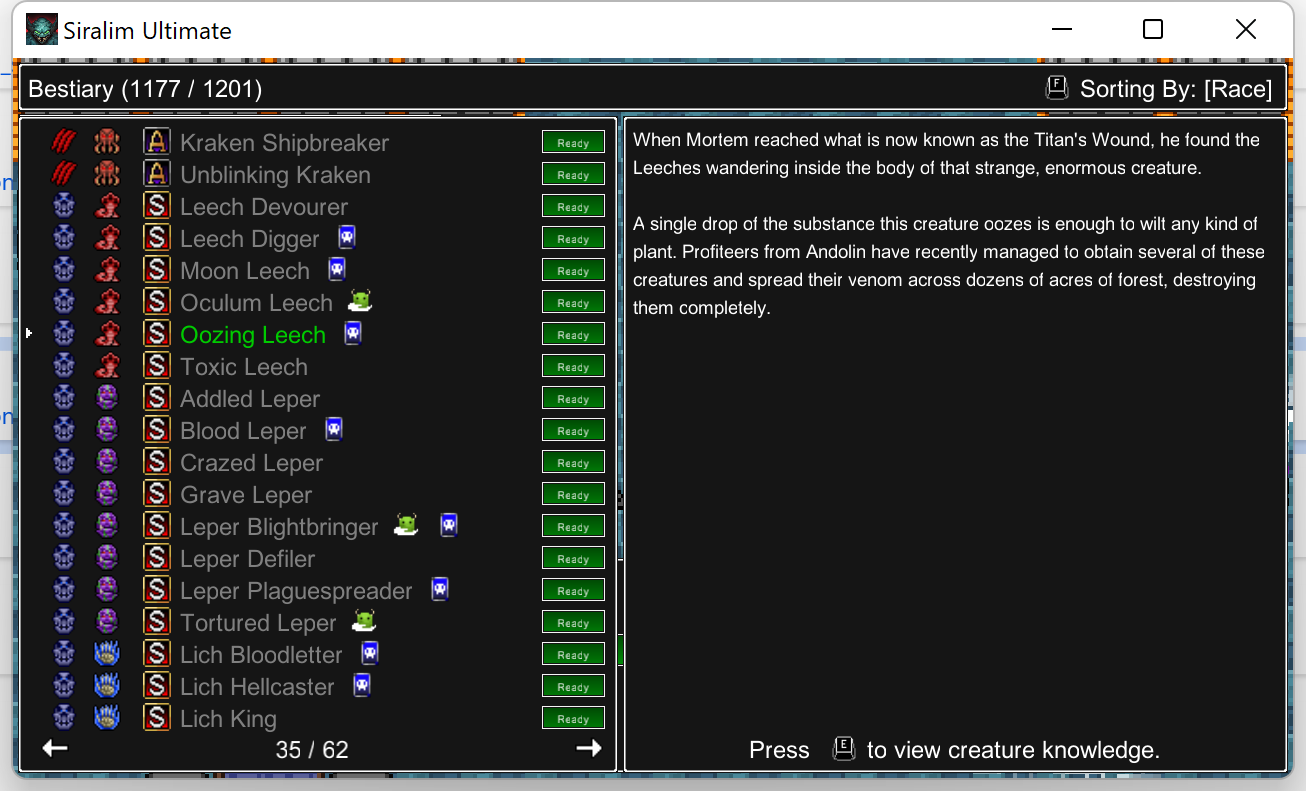 Siralim Ultimate
Bestiary (1177 / 1201)
F Sorting By: [Race]
A Kraken Shipbreaker Ready
A Unblinking Kraken Ready
S Leech Devourer Ready
S Leech Digger Ready
S Moon Leech Ready
S Oculum Leech Ready
S Oozing Leech Ready
S Toxic Leech Ready
S Addled Leper Ready
S Blood Leper Ready
S Crazed Leper Ready
S Grave Leper Ready
S Leper Blightbringer Ready
S Leper Defiler Ready
S Leper Plaguespreader Ready
S Tortured Leper Ready
S Lich Bloodletter Ready
S Lich Hellcaster Ready
S Lich King Ready
35 / 62
When Mortem reached what is now known as the Titan's Wound, he found the
Leeches wandering inside the body of that strange, enormous creature.
A single drop of the substance this creature oozes is enough to wilt any kind of
plant. Profiteers from Andolin have recently managed to obtain several of these
creatures and spread their venom across dozens of acres of forest, destroying
them completely.
Press E to view creature knowledge.